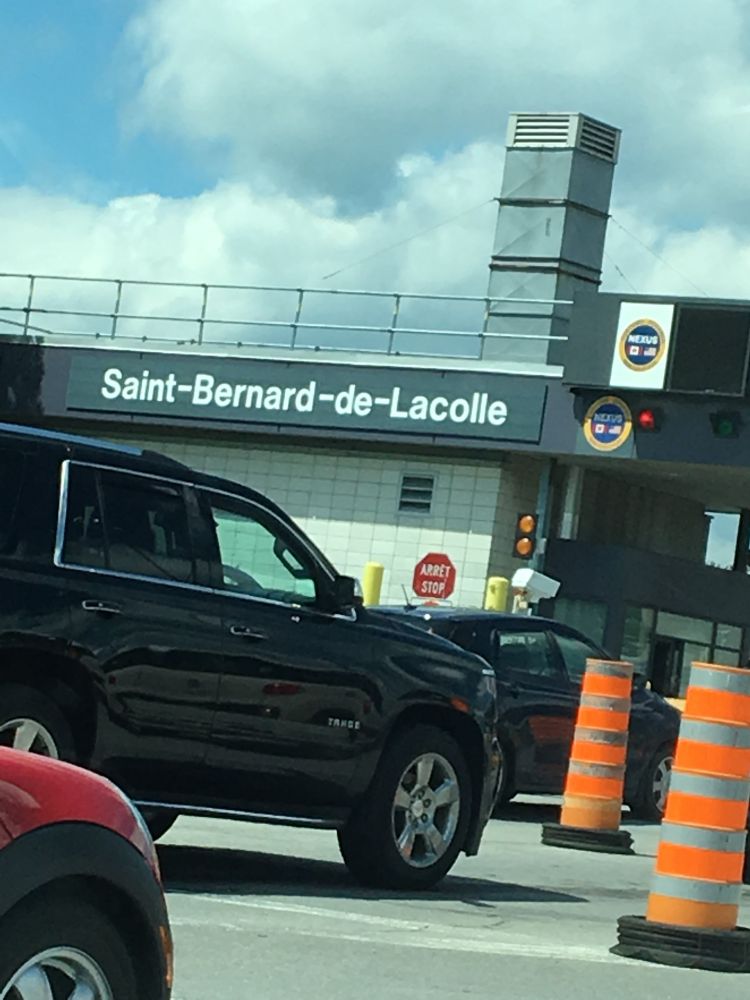 NEXUS
Saint-Bernard-de-Lacolle
NEXUS
ARRÊT
STOP
TAHOE